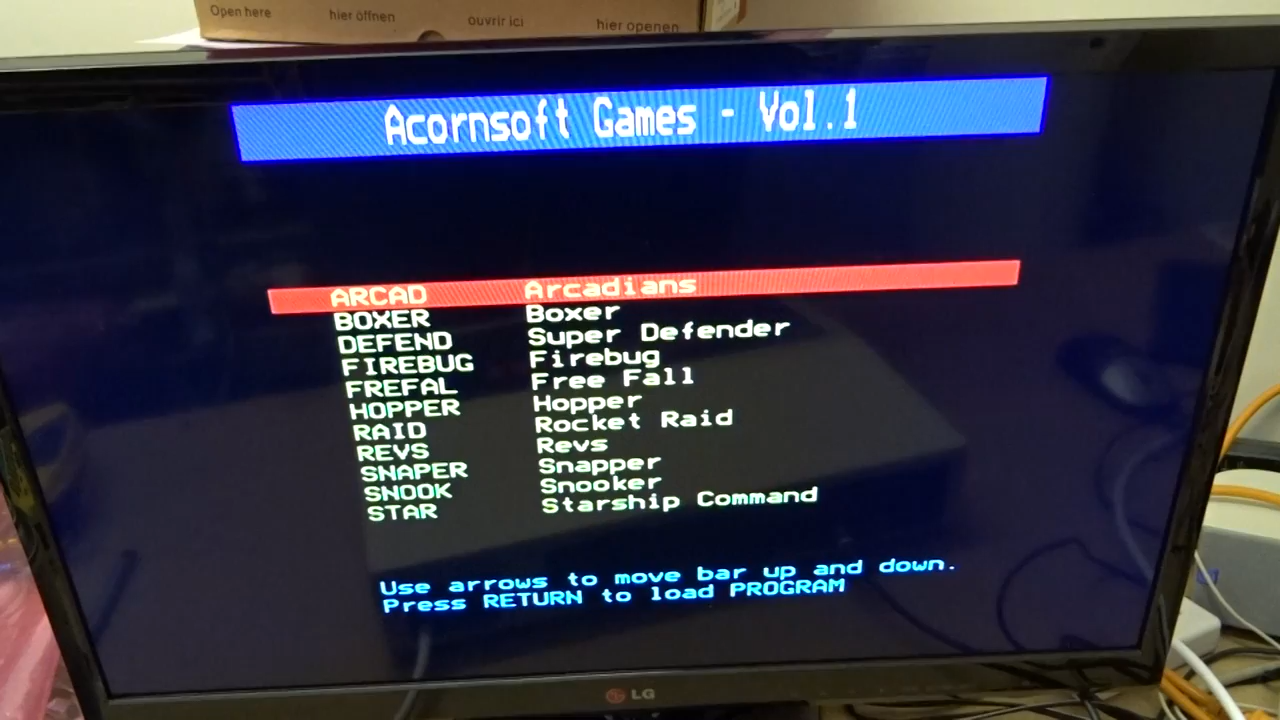 Open here hier öffnen ouvrir ici hier openen
Acornsoft Games - Vol.1
ARCAD Arcadians
BOXER Boxer
DEFEND Super Defender
FIREBUG Firebug
FREFAL Free Fall
HOPPER Hopper
RAID Rocket Raid
REVS Revs
SNAPER Snapper
SNOOK Snooker
STAR Starship Command
Use arrows to move bar up and down.
Press RETURN to load PROGRAM
LG